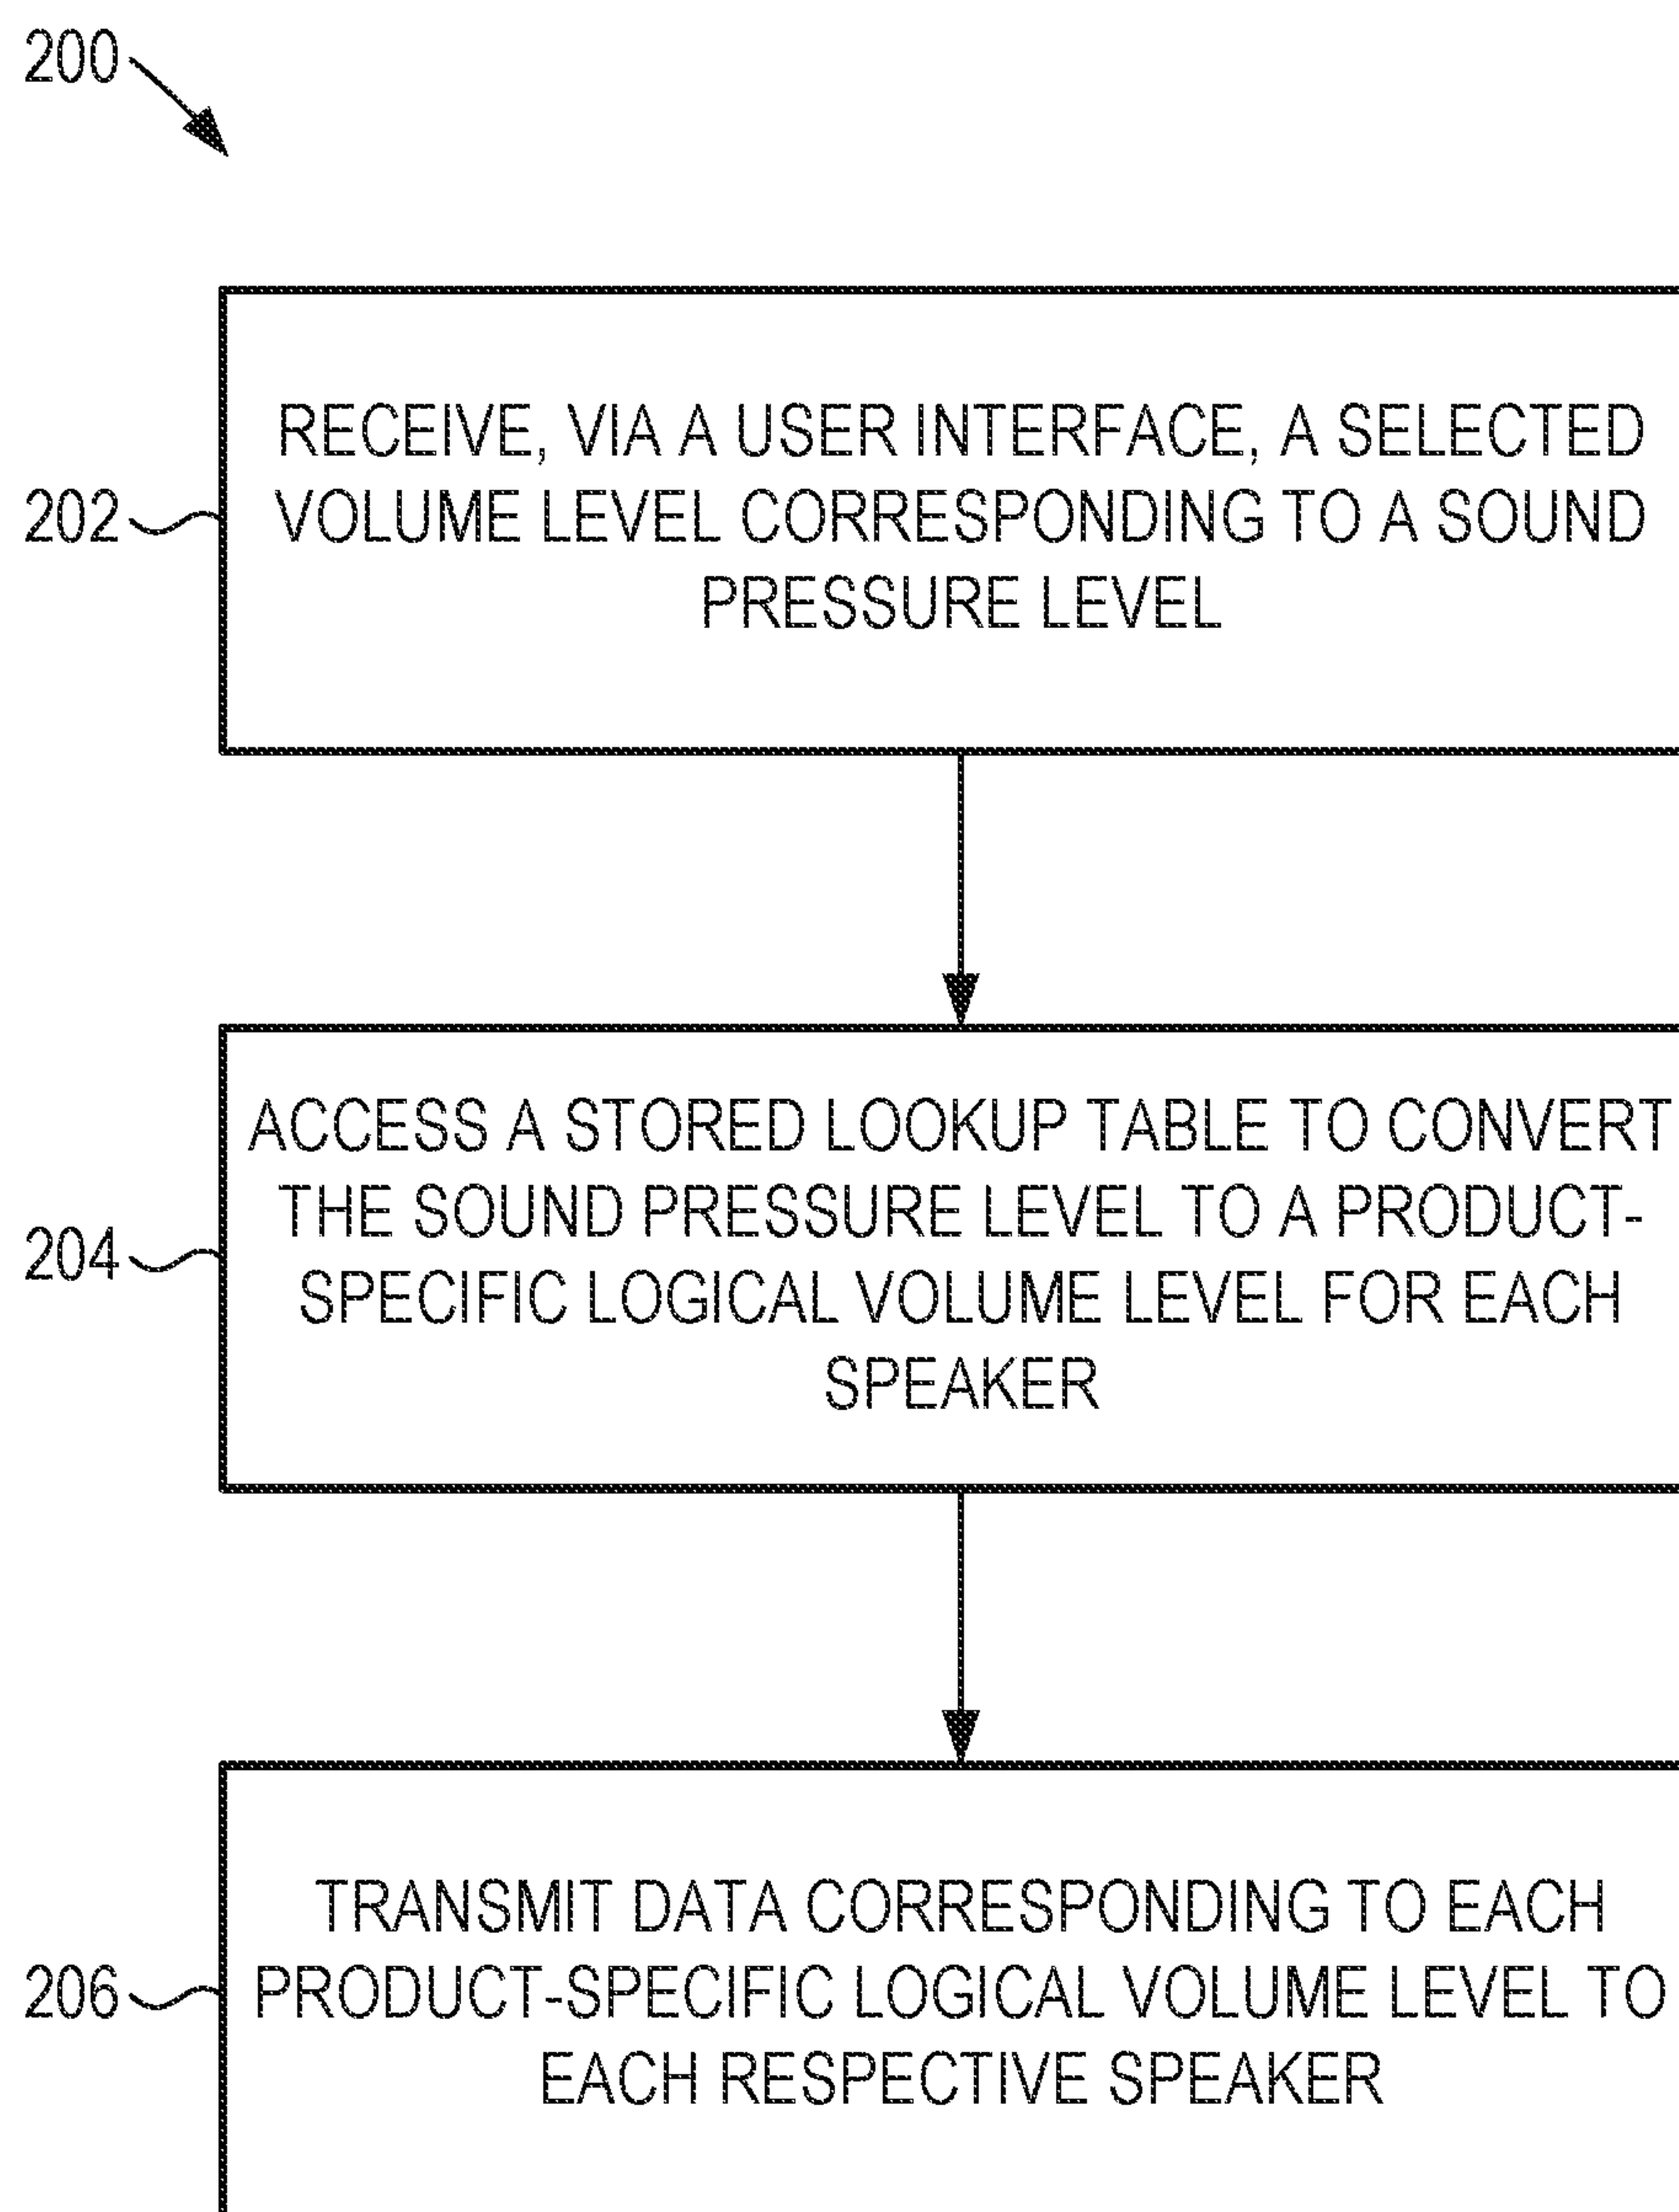 200
RECEIVE, VIA A USER INTERFACE, A SELECTED
VOLUME LEVEL CORRESPONDING TO A SOUND
PRESSURE LEVEL
202
ACCESS A STORED LOOKUP TABLE TO CONVERT
THE SOUND PRESSURE LEVEL TO A PRODUCT-
SPECIFIC LOGICAL VOLUME LEVEL FOR EACH
SPEAKER
204
TRANSMIT DATA CORRESPONDING TO EACH
PRODUCT-SPECIFIC LOGICAL VOLUME LEVEL TO
EACH RESPECTIVE SPEAKER
206